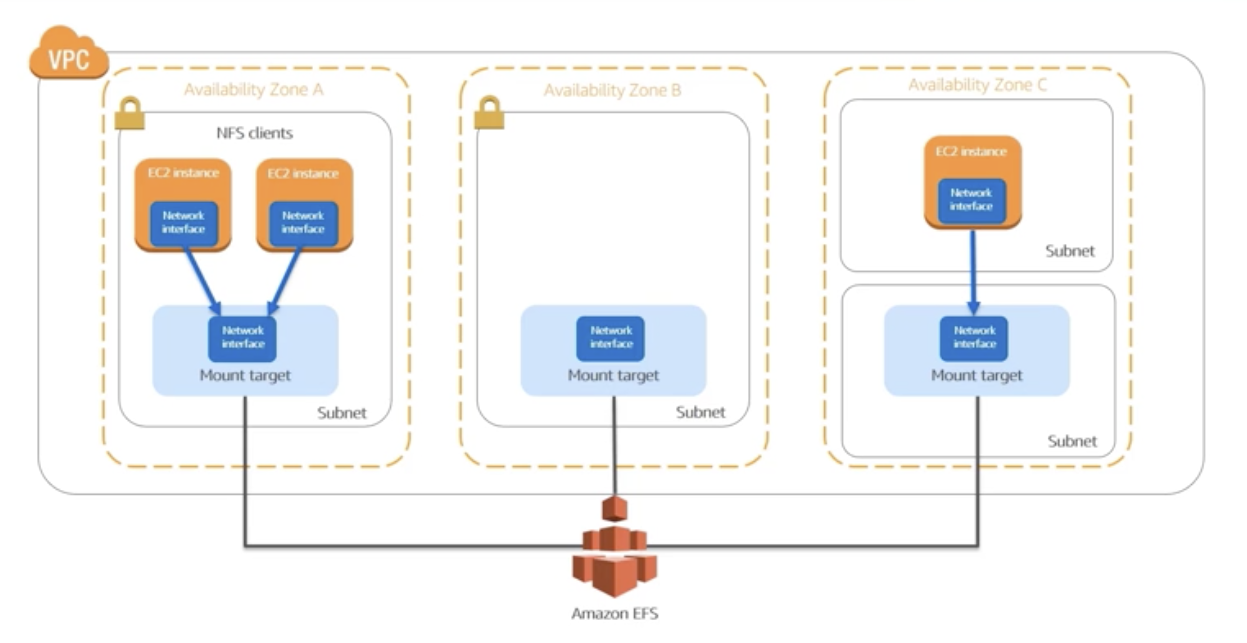 VPC
Availability Zone A
Availability Zone B
Availability Zone C
NFS clients
EC2 instance
Network
interface
EC2 instance
Network
interface
EC2 instance
Network
interface
Subnet
Network
interface
Mount target
Subnet
Network
interface
Mount target
Subnet
Network
interface
Mount target
Subnet
Amazon EFS